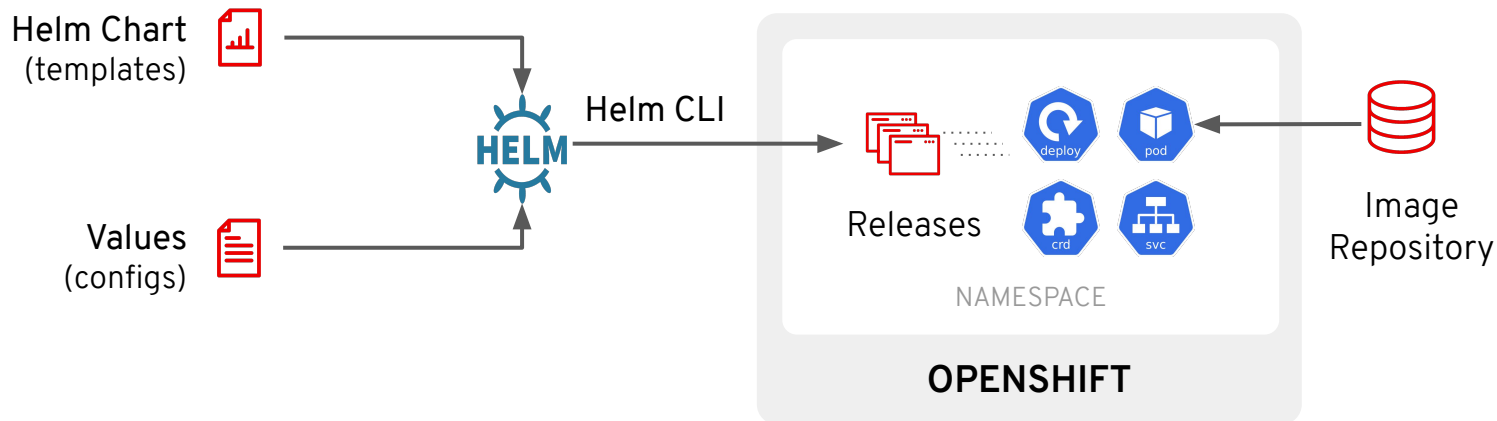 Helm Chart
(templates)
Values
(configs)
HELM
Helm CLI
Releases
deploy
pod
crd
svc
NAMESPACE
OPENSHIFT
Image
Repository